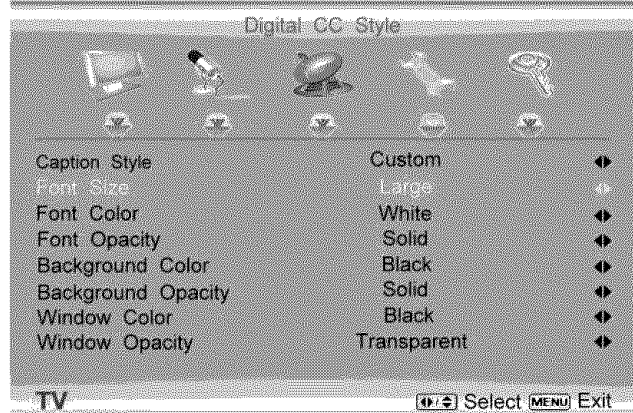 Digital CC Style
Caption Style Custom
Font Size Large
Font Color White
Font Opacity Solid
Background Color Black
Background Opacity Solid
Window Color Black
Window Opacity Transparent
TV Select MENU Exit